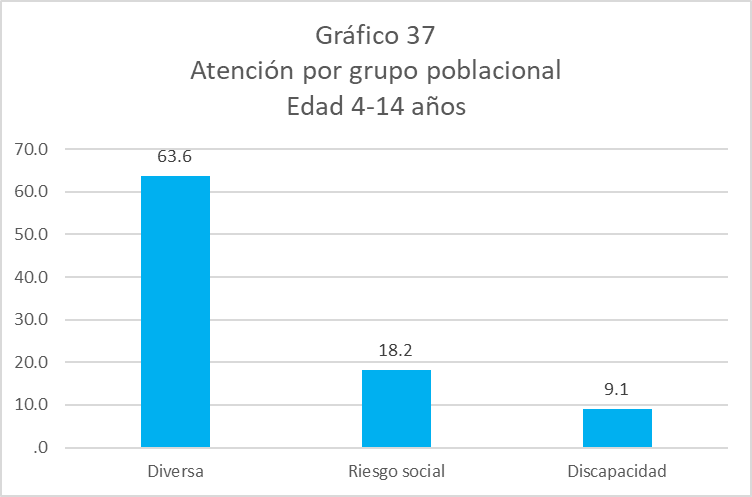 Gráfico 37
Atención por grupo poblacional
Edad 4-14 años
70.0
63.6
60.0
50.0
40.0
30.0
18.2
20.0
9.1
10.0
.0
Diversa Riesgo social Discapacidad